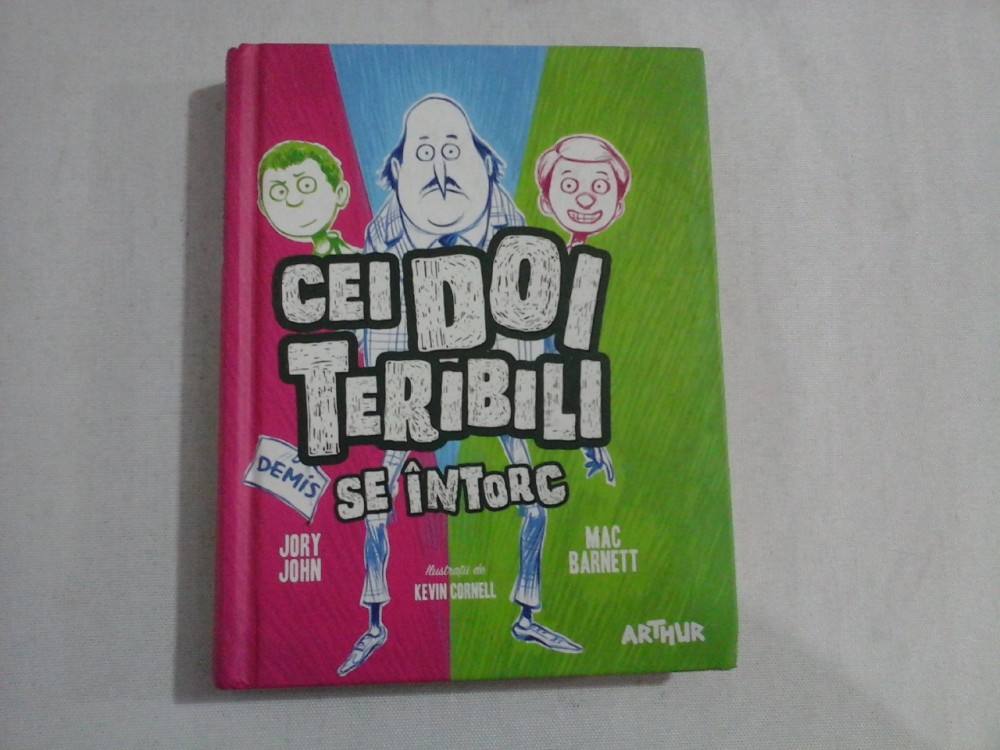 CEI DOI
TERIBILI
SE ÎNTORC
DEMIS
JORY
JOHN
Ilustrații de
KEVIN CORNELL
MAC
BARNETT
ARTHUR